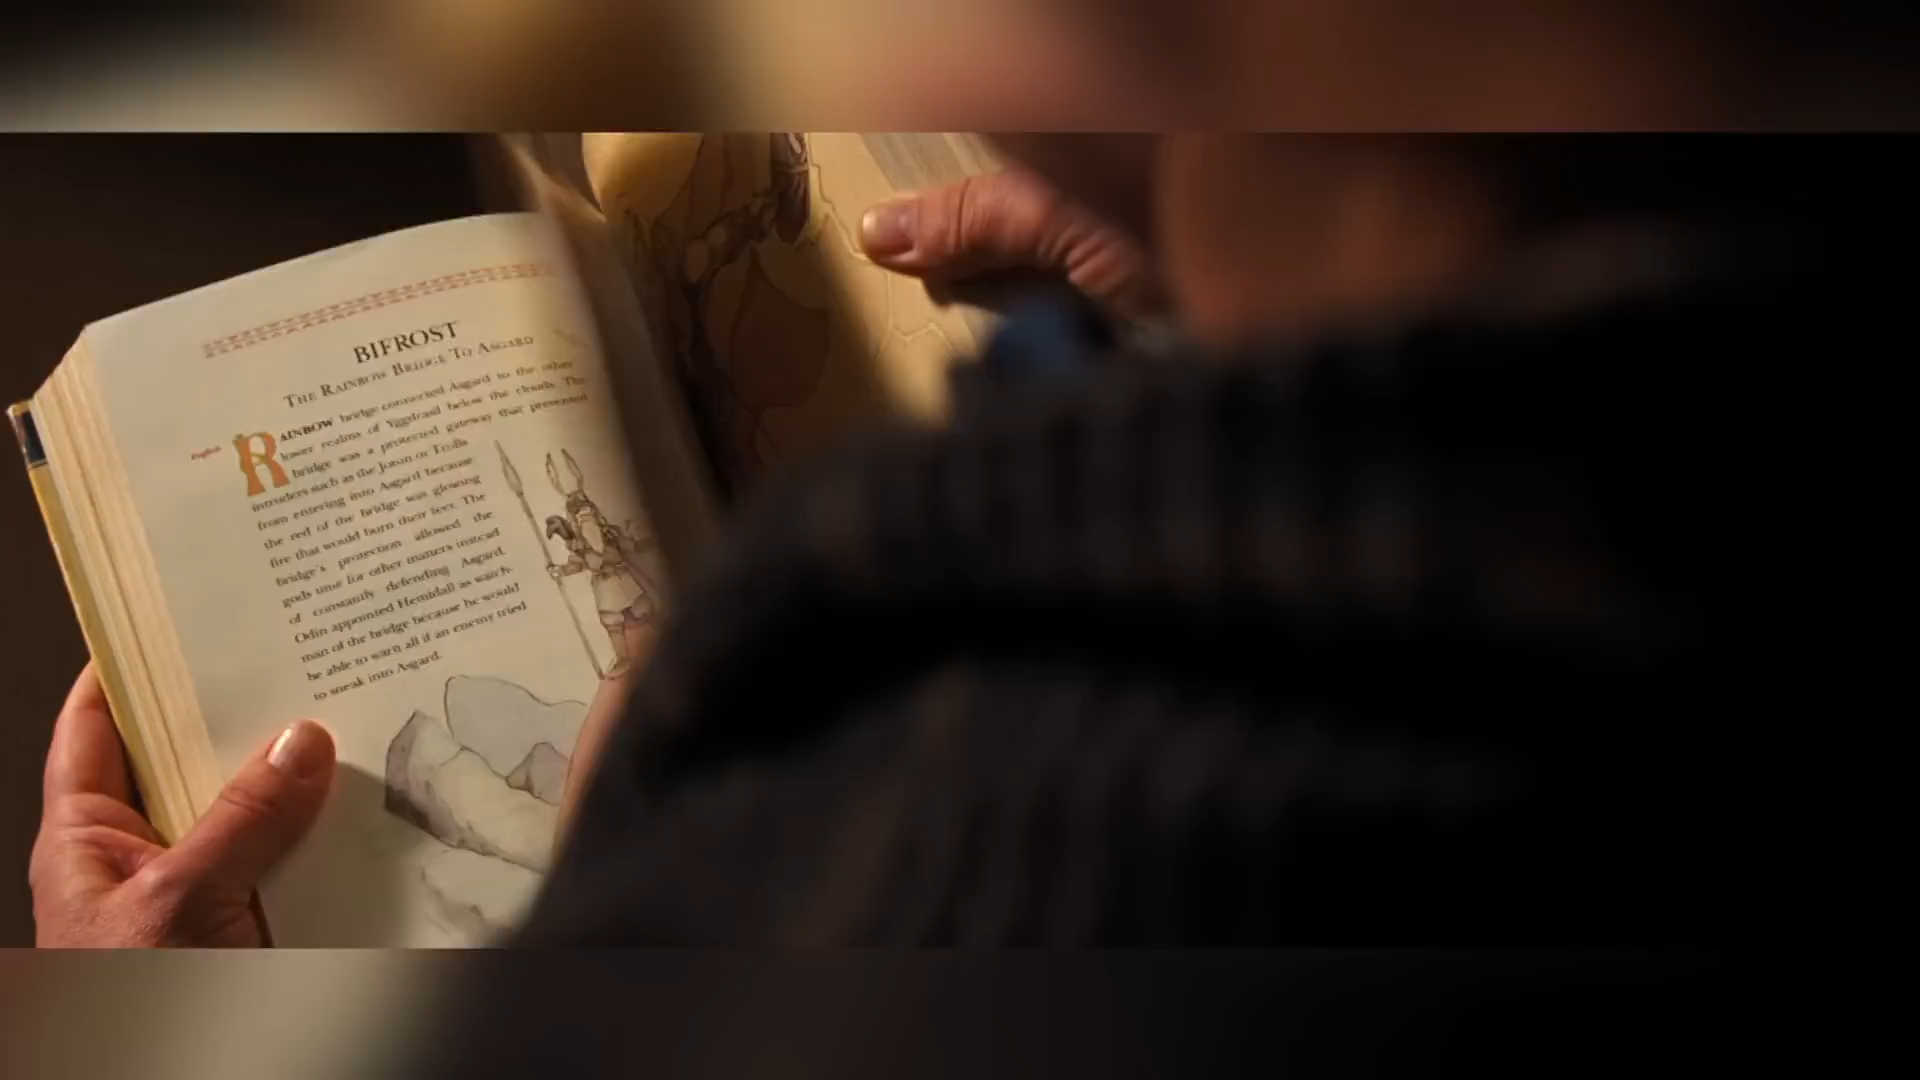 BIFROST
THE RAINBOW BRIDGE TO ASGARD
English
RAINBOW bridge connected Asgard to the other
lower realms of Yggdrasil below the clouds. The
bridge was a protected gateway that prevented
intruders such as the Jotun or Trolls
from entering into Asgard because
the red of the bridge was glowing
fire that would burn their feet. The
bridge's protection allowed the
gods time for other maners instead
of constantly defending Asgard.
Odin appointed Hemidall as watch-
man of the bridge because he would
be able to warn all if an enemy tried
to sneak into Asgard.